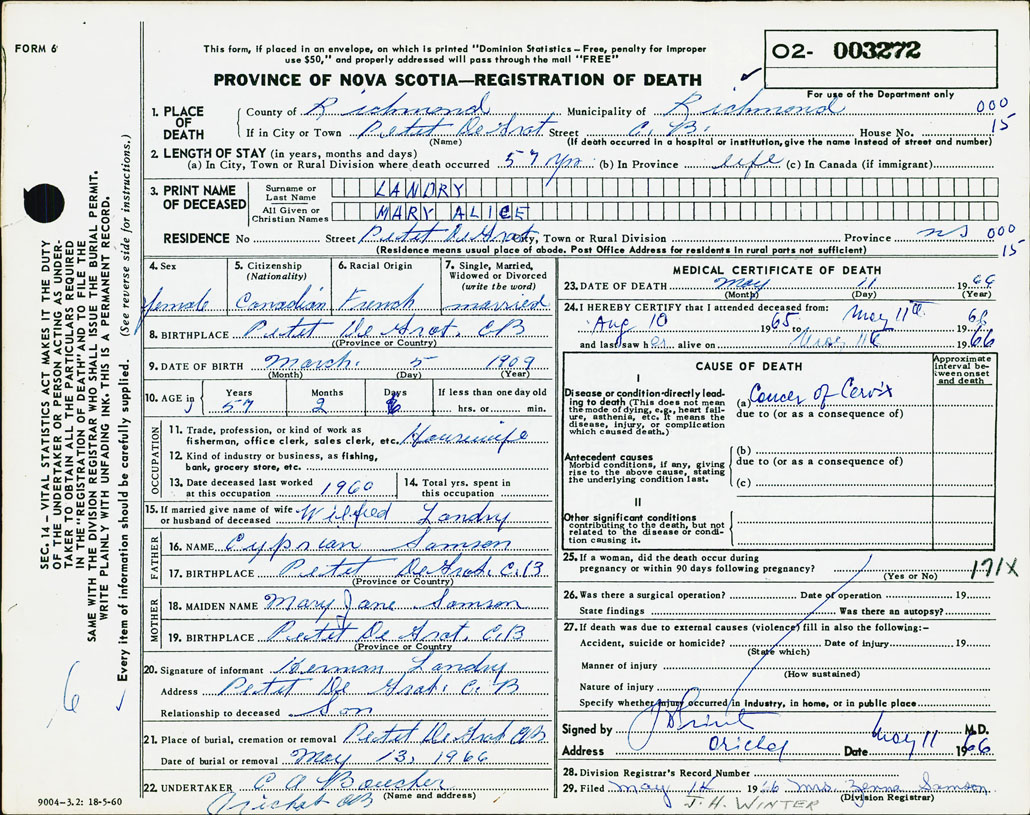 FORM 6
This form, if placed in an envelope, on which is printed "Dominion Statistics – Free, penalty for improper
use $50," and properly addressed will pass through the mail "FREE"
PROVINCE OF NOVA SCOTIA—REGISTRATION OF DEATH
02- 003272
For use of the Department only
1. PLACE OF DEATH County of Richmond Municipality of Richmond 000
If in City or Town Petit De Grat Street C. B. House No. 15
(Name) (If death occurred in a hospital or institution, give the name instead of street and number)
2. LENGTH OF STAY (in years, months and days)
(a) In City, Town or Rural Division where death occurred 57 yrs (b) In Province life (c) In Canada (if immigrant)
3. PRINT NAME OF DECEASED
Surname or Last Name LANDRY
All Given or Christian Names MARY ALICE
RESIDENCE No Street Petit De Grat City, Town or Rural Division Province NS 000
(Residence means usual place of abode. Post Office Address for residents in rural parts not sufficient) 15
4. Sex female
5. Citizenship (Nationality) Canadian
6. Racial Origin French
7. Single, Married, Widowed or Divorced (write the word) married
8. BIRTHPLACE Petit De Grat. CB
(Province or Country)
9. DATE OF BIRTH March 5 1909
(Month) (Day) (Year)
10. AGE in Years 57 Months 2 Days 6 If less than one day old hrs. or min.
OCCUPATION
11. Trade, profession, or kind of work as fisherman, office clerk, sales clerk, etc. Housewife
12. Kind of industry or business, as fishing, bank, grocery store, etc.
13. Date deceased last worked at this occupation 1960
14. Total yrs. spent in this occupation
15. If married give name of wife or husband of deceased Wilfred Landry
FATHER
16. NAME Cyprian Samson
17. BIRTHPLACE Petit De Grat. C.B
(Province or Country)
MOTHER
18. MAIDEN NAME Mary Jane Samson
19. BIRTHPLACE Petit De Grat. C.B
(Province or Country)
20. Signature of informant Herman Landry
Address Petit De Grat. C. B
Relationship to deceased Son
21. Place of burial, cremation or removal Petit De Grat CB
Date of burial or removal May 13, 1966
22. UNDERTAKER C A Boucher
(Name and address)
Arichat CB
9004-3.2: 18-5-60
MEDICAL CERTIFICATE OF DEATH
23. DATE OF DEATH May 11 1966
(Month) (Day) (Year)
24. I HEREBY CERTIFY that I attended deceased from:
Aug 10 1965 to May 11th 1966
and last saw her alive on May 11th 1966
CAUSE OF DEATH
Approximate interval between onset and death
I
Disease or condition directly leading to death (This does not mean the mode of dying, e.g., heart failure, asthenia, etc. It means the disease, injury, or complication which caused death.)
(a) Cancer of Cervix
due to (or as a consequence of)
Antecedent causes
Morbid conditions, if any, giving rise to the above cause, stating the underlying condition last.
(b)
due to (or as a consequence of)
(c)
II
Other significant conditions
contributing to the death, but not related to the disease or condition causing it.
25. If a woman, did the death occur during pregnancy or within 90 days following pregnancy?
(Yes or No)
171X
26. Was there a surgical operation? Date of operation 19
State findings Was there an autopsy?
27. If death was due to external causes (violence) fill in also the following:–
Accident, suicide or homicide? Date of injury 19
(State which)
Manner of injury
(How sustained)
Nature of injury
Specify whether injury occurred in industry, in home, or in public place
Signed by M.D.
Address Arichat Date May 11 1966
28. Division Registrar's Record Number
29. Filed May 14 1966 Mrs. Zenna Samson
(Division Registrar)
J. H. WINTER
SEC. 14 – VITAL STATISTICS ACT MAKES IT THE DUTY
OF THE UNDERTAKER OR PERSON ACTING AS UNDER-
TAKER TO OBTAIN ALL THE PARTICULARS REQUIRED
IN THE "REGISTRATION OF DEATH" AND TO FILE THE
SAME WITH THE DIVISION REGISTRAR WHO SHALL ISSUE THE BURIAL PERMIT.
WRITE PLAINLY WITH UNFADING INK. THIS IS A PERMANENT RECORD.
Every item of information should be carefully supplied. (See reverse side for instructions.)
6